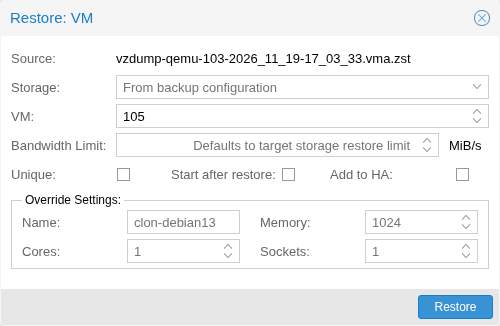 Restore: VM
Source: vzdump-qemu-103-2026_11_19-17_03_33.vma.zst
Storage: From backup configuration
VM: 105
Bandwidth Limit: Defaults to target storage restore limit MiB/s
Unique: Start after restore: Add to HA:
Override Settings:
Name: clon-debian13 Memory: 1024
Cores: 1 Sockets: 1
Restore